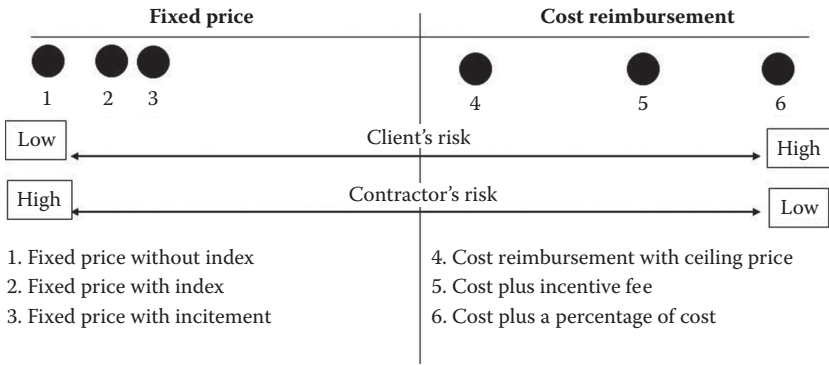 Fixed price
Cost reimbursement
1 2 3 4 5 6
Low Client's risk High
High Contractor's risk Low
1. Fixed price without index
2. Fixed price with index
3. Fixed price with incitement
4. Cost reimbursement with ceiling price
5. Cost plus incentive fee
6. Cost plus a percentage of cost